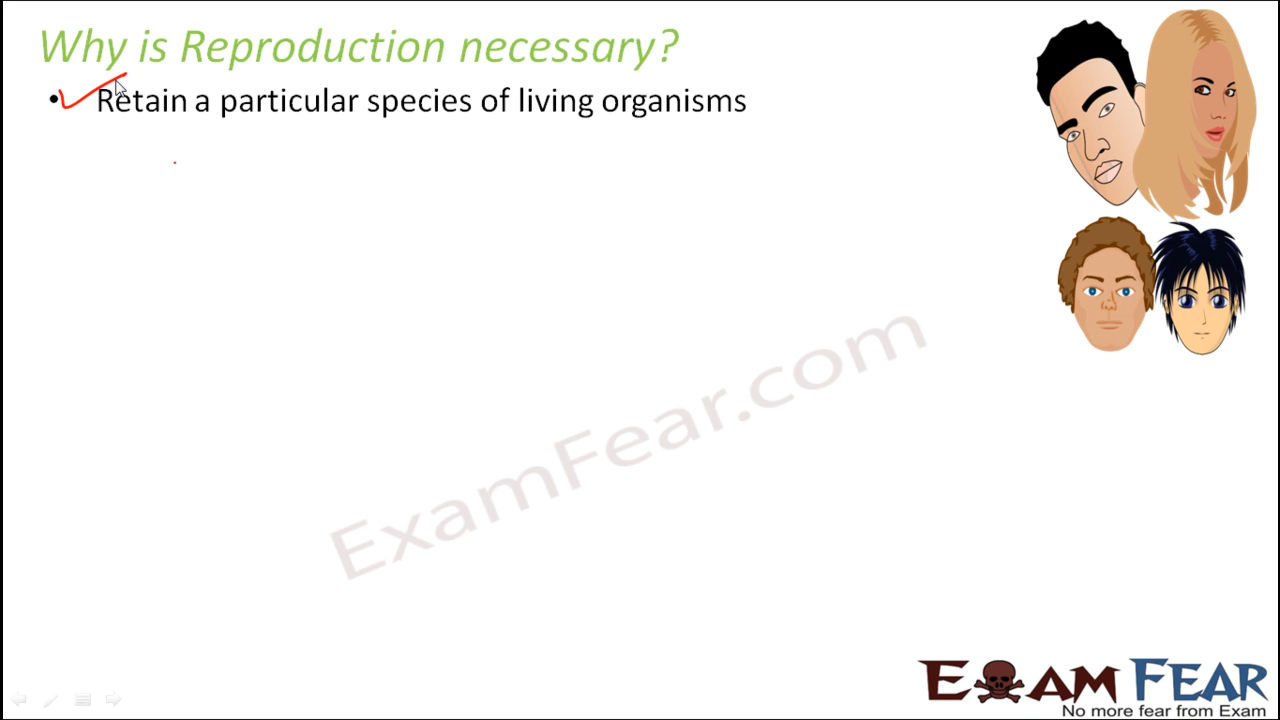 Why is Reproduction necessary?
• Retain a particular species of living organisms
ExamFear.com
EXAM FEAR
No more fear from Exam